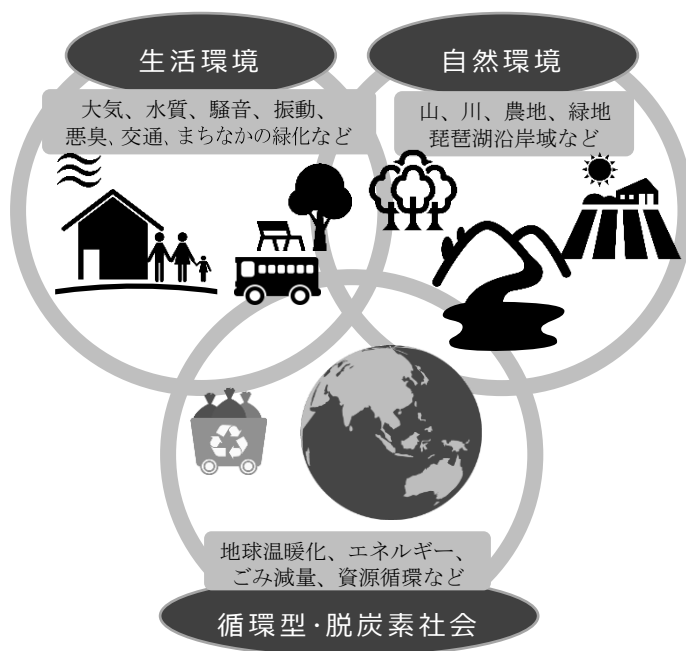 生活環境
大気、水質、騒音、振動、
悪臭、交通、まちなかの緑化など
自然環境
山、川、農地、緑地
琵琶湖沿岸域など
地球温暖化、エネルギー、
ごみ減量、資源循環など
循環型・脱炭素社会